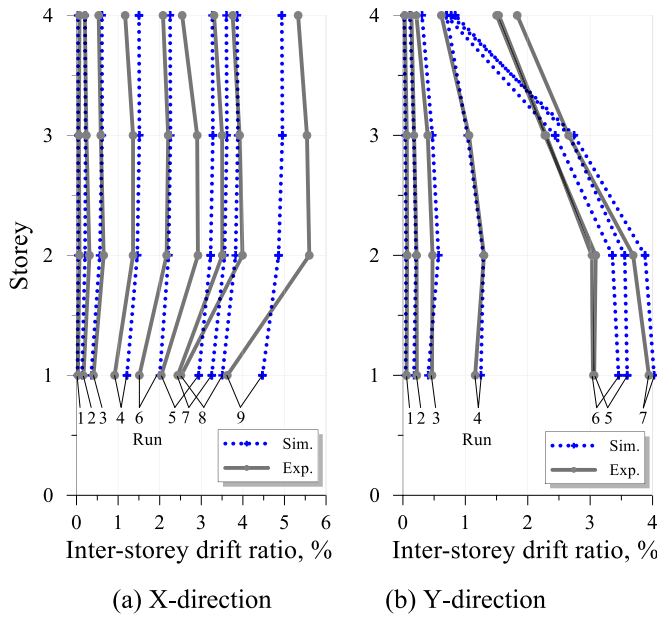 4
3
2
1
0
Storey
1 2 3 4 6 5 7 8 9
Run
Sim.
Exp.
0 1 2 3 4 5 6
Inter-storey drift ratio, %
(a) X-direction
4
3
2
1
0
1 2 3 4 6 5 7
Run
Sim.
Exp.
0 1 2 3 4
Inter-storey drift ratio, %
(b) Y-direction